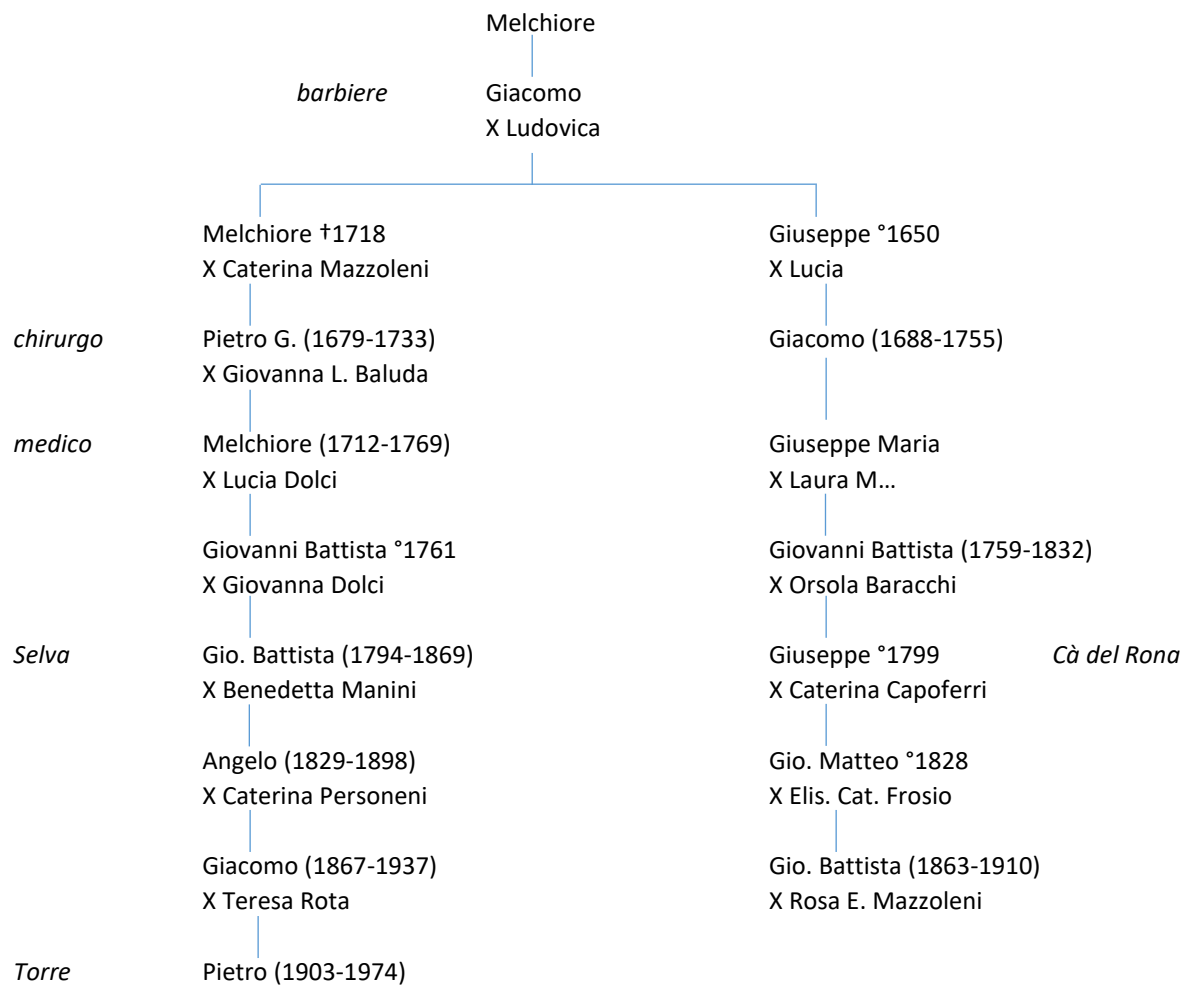 Melchiore
barbiere Giacomo
X Ludovica
Melchiore †1718 Giuseppe °1650
X Caterina Mazzoleni X Lucia
chirurgo Pietro G. (1679-1733) Giacomo (1688-1755)
X Giovanna L. Baluda
medico Melchiore (1712-1769) Giuseppe Maria
X Lucia Dolci X Laura M…
Giovanni Battista °1761 Giovanni Battista (1759-1832)
X Giovanna Dolci X Orsola Baracchi
Selva Gio. Battista (1794-1869) Giuseppe °1799 Cà del Rona
X Benedetta Manini X Caterina Capoferri
Angelo (1829-1898) Gio. Matteo °1828
X Caterina Personeni X Elis. Cat. Frosio
Giacomo (1867-1937) Gio. Battista (1863-1910)
X Teresa Rota X Rosa E. Mazzoleni
Torre Pietro (1903-1974)